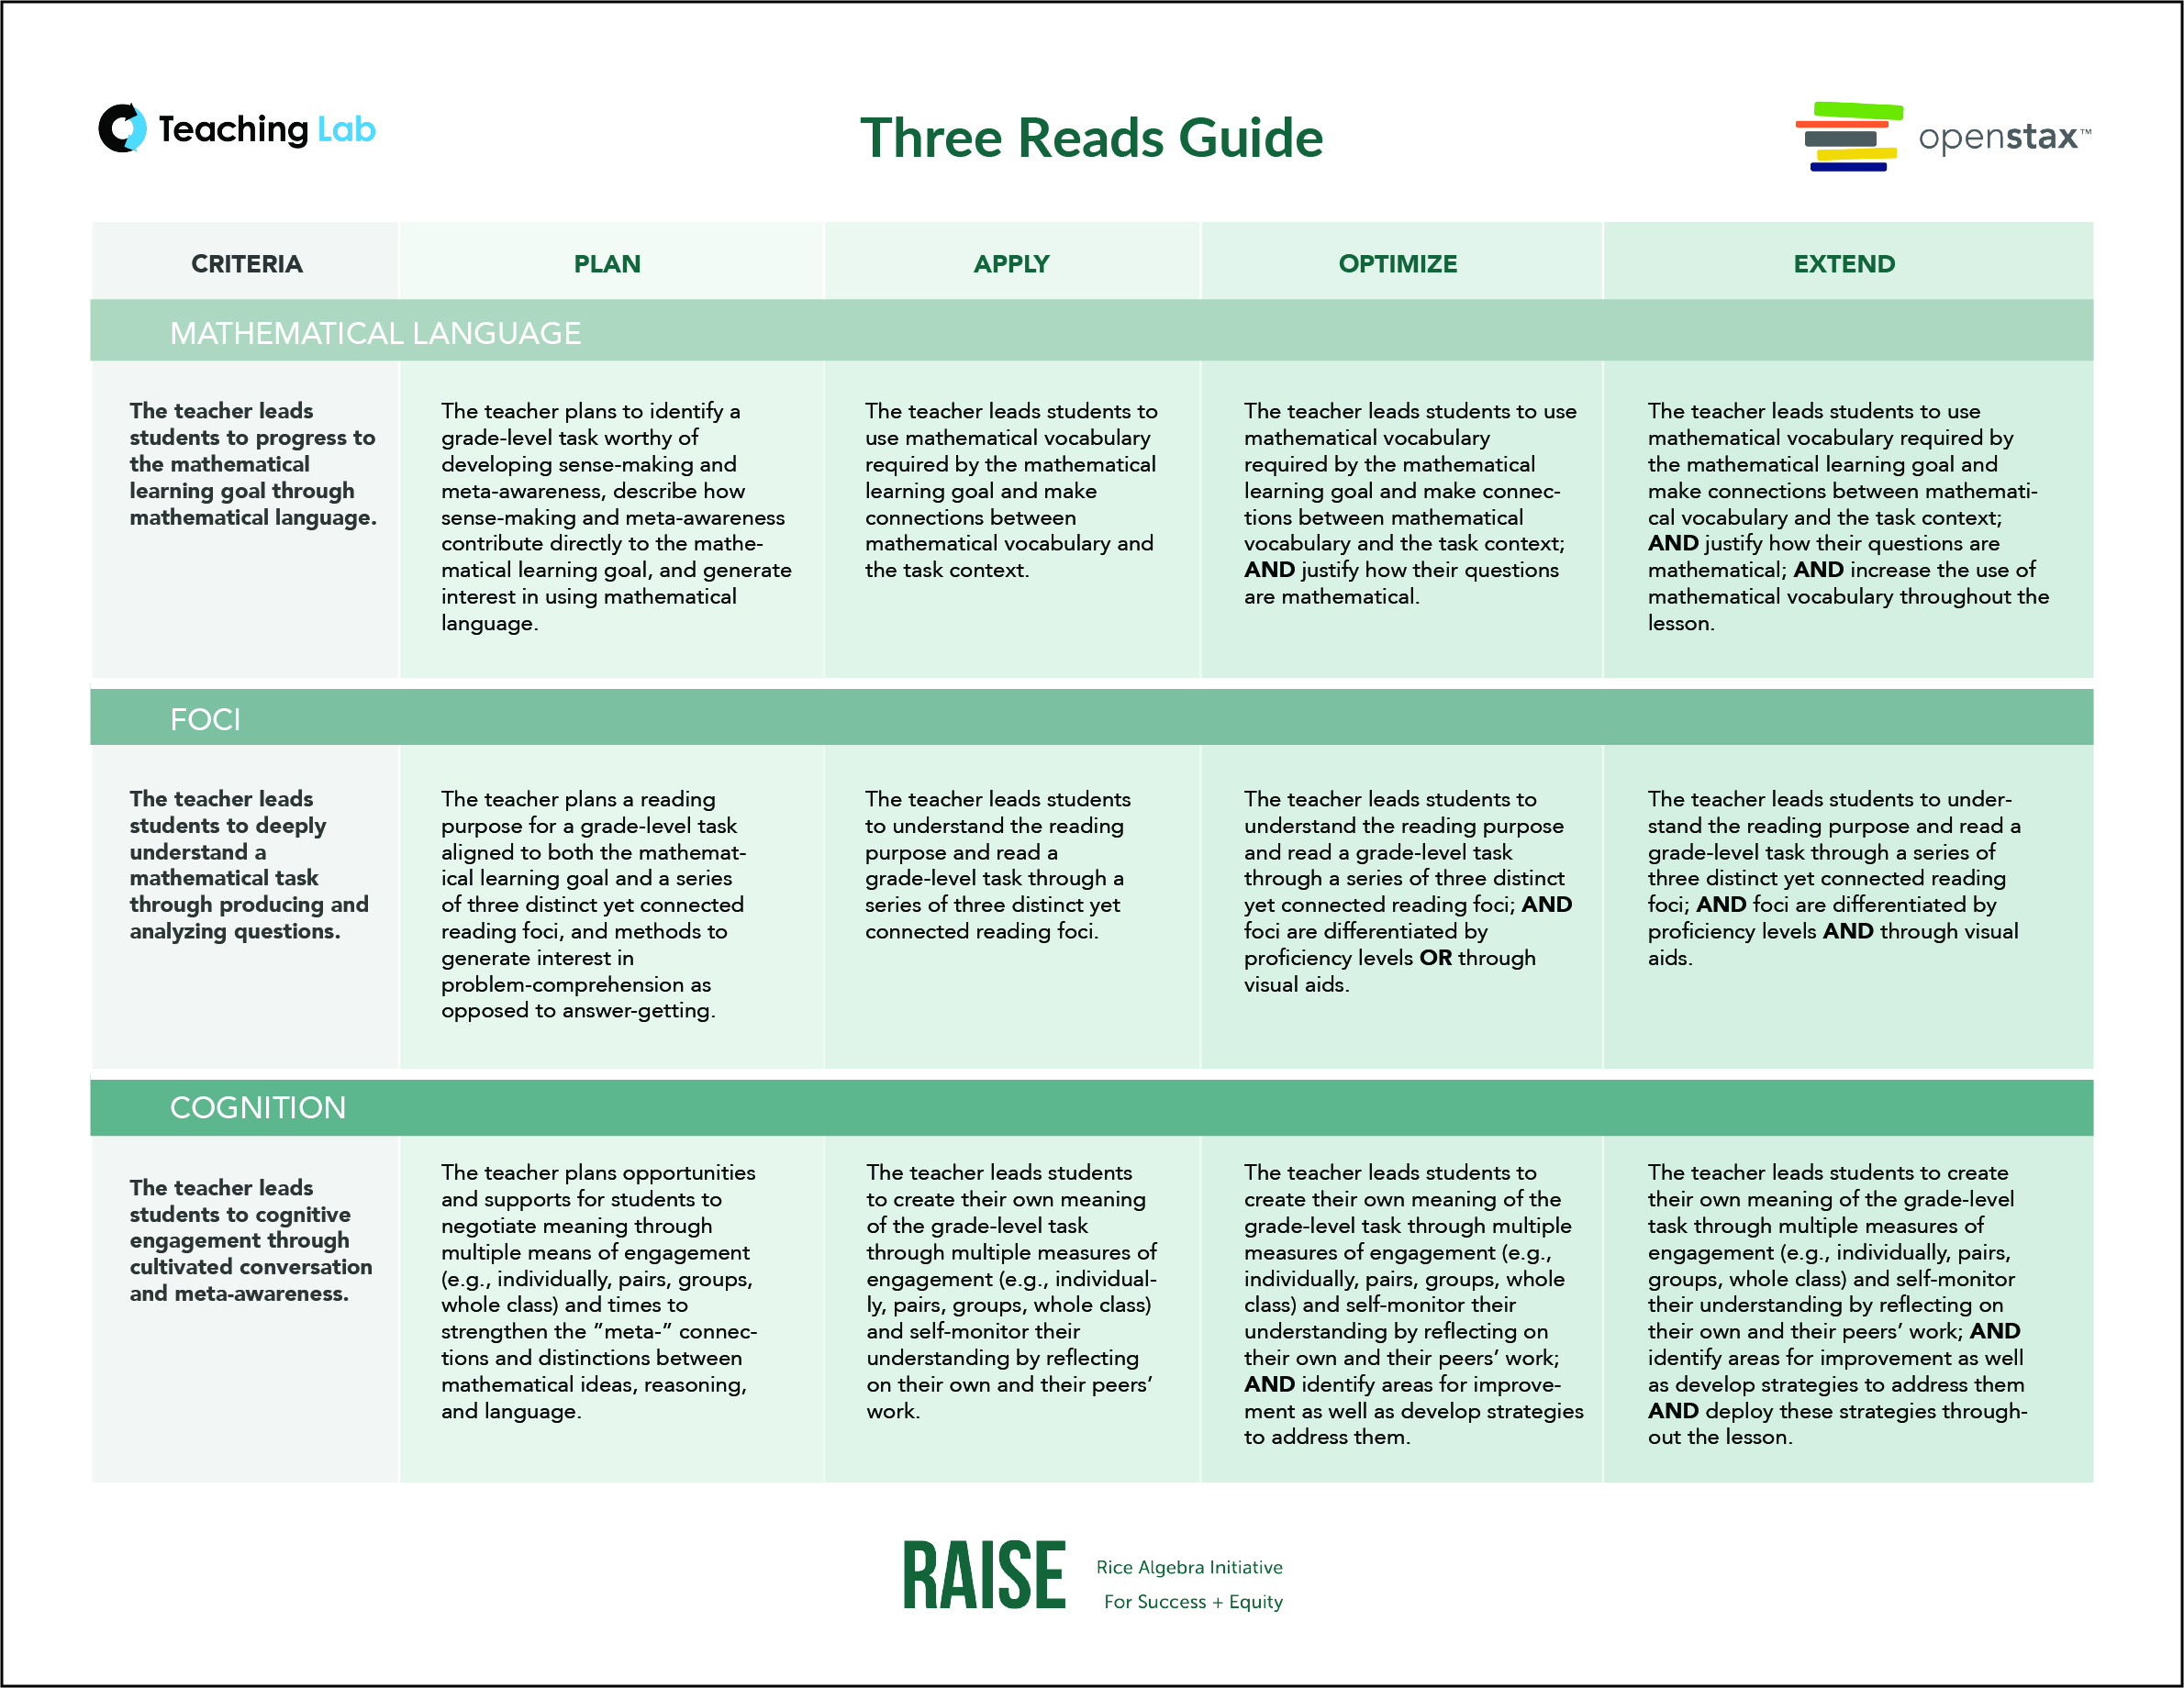 Teaching Lab
Three Reads Guide
openstax™
CRITERIA
PLAN
APPLY
OPTIMIZE
EXTEND
MATHEMATICAL LANGUAGE
The teacher leads
students to progress to
the mathematical
learning goal through
mathematical language.
The teacher plans to identify a
grade-level task worthy of
developing sense-making and
meta-awareness, describe how
sense-making and meta-awareness
contribute directly to the mathe-
matical learning goal, and generate
interest in using mathematical
language.
The teacher leads students to
use mathematical vocabulary
required by the mathematical
learning goal and make
connections between
mathematical vocabulary and
the task context.
The teacher leads students to use
mathematical vocabulary
required by the mathematical
learning goal and make connec-
tions between mathematical
vocabulary and the task context;
AND justify how their questions
are mathematical.
The teacher leads students to use
mathematical vocabulary required by
the mathematical learning goal and
make connections between mathemati-
cal vocabulary and the task context;
AND justify how their questions are
mathematical; AND increase the use of
mathematical vocabulary throughout the
lesson.
FOCI
The teacher leads
students to deeply
understand a
mathematical task
through producing and
analyzing questions.
The teacher plans a reading
purpose for a grade-level task
aligned to both the mathemat-
ical learning goal and a series
of three distinct yet connected
reading foci, and methods to
generate interest in
problem-comprehension as
opposed to answer-getting.
The teacher leads students
to understand the reading
purpose and read a
grade-level task through a
series of three distinct yet
connected reading foci.
The teacher leads students to
understand the reading purpose
and read a grade-level task
through a series of three distinct
yet connected reading foci; AND
foci are differentiated by
proficiency levels OR through
visual aids.
The teacher leads students to under-
stand the reading purpose and read a
grade-level task through a series of
three distinct yet connected reading
foci; AND foci are differentiated by
proficiency levels AND through visual
aids.
COGNITION
The teacher leads
students to cognitive
engagement through
cultivated conversation
and meta-awareness.
The teacher plans opportunities
and supports for students to
negotiate meaning through
multiple means of engagement
(e.g., individually, pairs, groups,
whole class) and times to
strengthen the ”meta-” connec-
tions and distinctions between
mathematical ideas, reasoning,
and language.
The teacher leads students
to create their own meaning
of the grade-level task
through multiple measures of
engagement (e.g., individual-
ly, pairs, groups, whole class)
and self-monitor their
understanding by reflecting
on their own and their peers’
work.
The teacher leads students to
create their own meaning of the
grade-level task through multiple
measures of engagement (e.g.,
individually, pairs, groups, whole
class) and self-monitor their
understanding by reflecting on
their own and their peers’ work;
AND identify areas for improve-
ment as well as develop strategies
to address them.
The teacher leads students to create
their own meaning of the grade-level
task through multiple measures of
engagement (e.g., individually, pairs,
groups, whole class) and self-monitor
their understanding by reflecting on
their own and their peers’ work; AND
identify areas for improvement as well
as develop strategies to address them
AND deploy these strategies through-
out the lesson.
RAISE
Rice Algebra Initiative
For Success + Equity